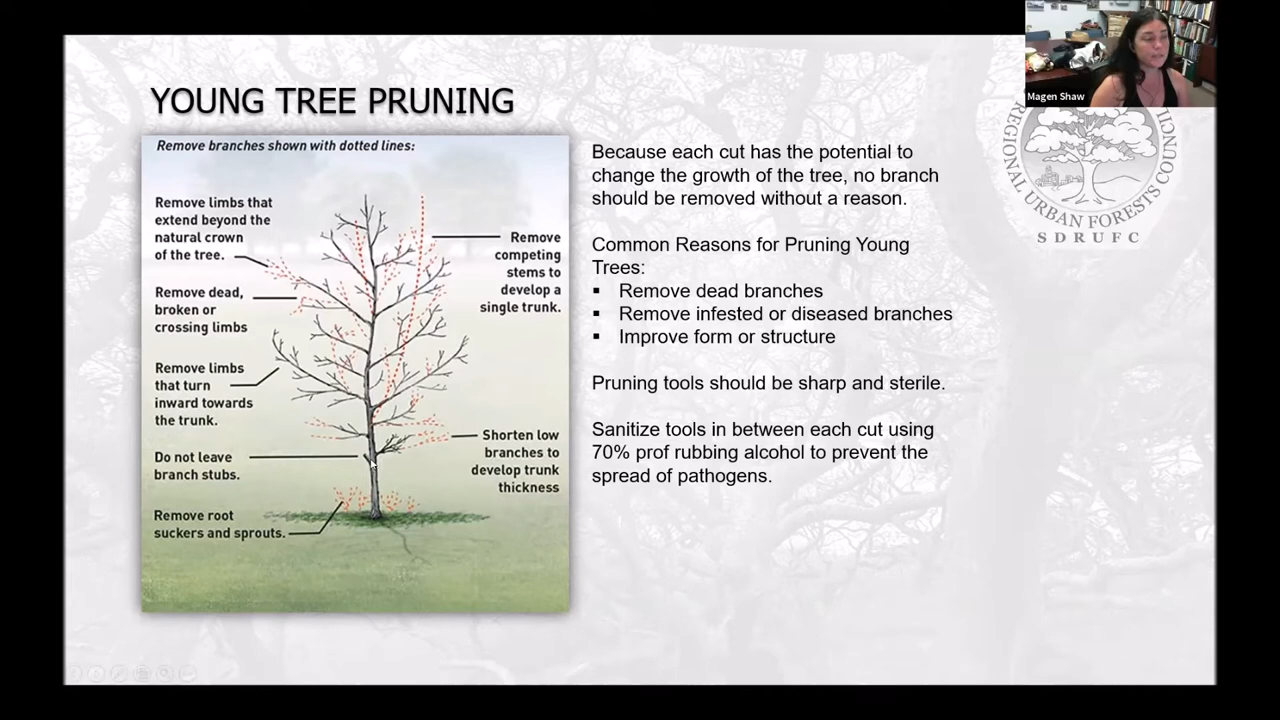 Magen Shaw
REGIONAL URBAN FORESTS COUNCIL
SDRUFC
YOUNG TREE PRUNING
Remove branches shown with dotted lines:
Remove limbs that
extend beyond the
natural crown
of the tree.
Remove dead,
broken or
crossing limbs
Remove limbs
that turn
inward towards
the trunk.
Do not leave
branch stubs.
Remove root
suckers and sprouts.
Remove
competing
stems to
develop a
single trunk.
Shorten low
branches to
develop trunk
thickness
Because each cut has the potential to
change the growth of the tree, no branch
should be removed without a reason.
Common Reasons for Pruning Young
Trees:
▪ Remove dead branches
▪ Remove infested or diseased branches
▪ Improve form or structure
Pruning tools should be sharp and sterile.
Sanitize tools in between each cut using
70% prof rubbing alcohol to prevent the
spread of pathogens.